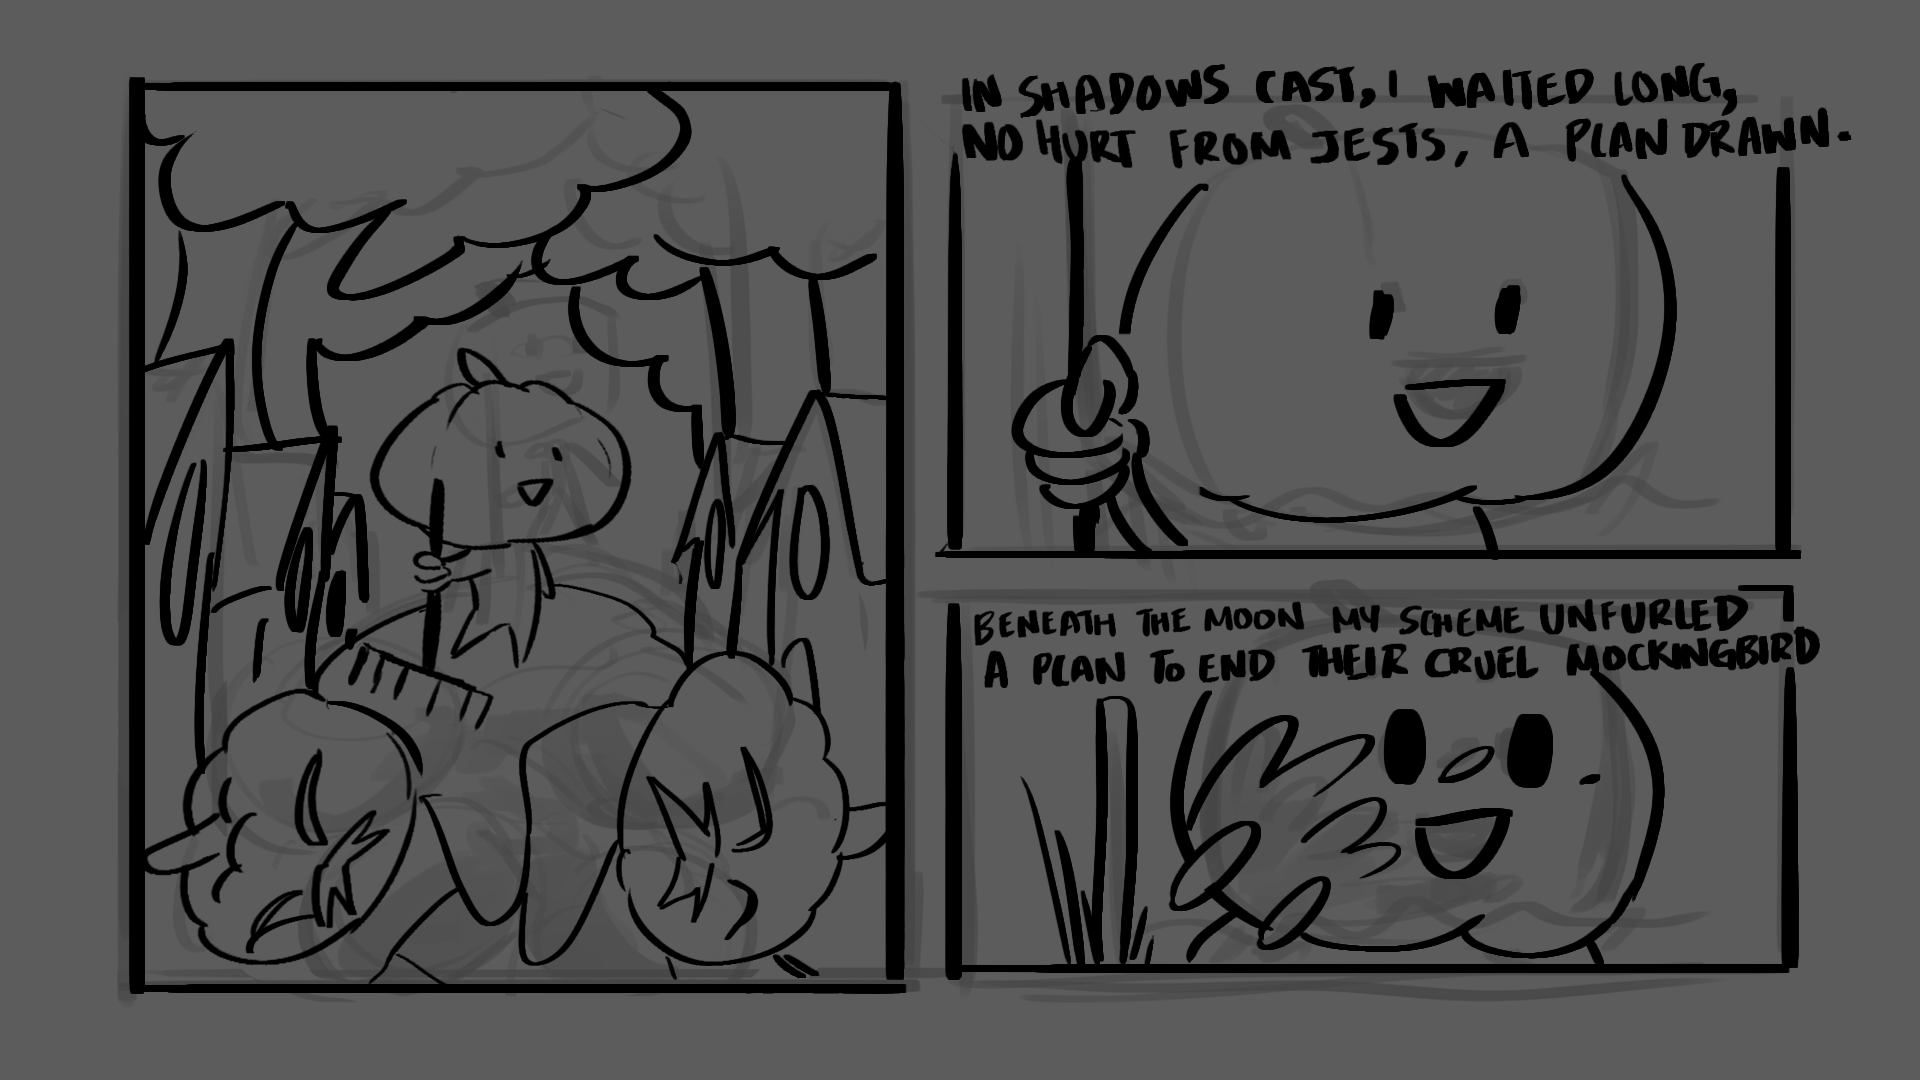 IN SHADOWS CAST, I WAITED LONG,
NO HURT FROM JESTS, A PLAN DRAWN.
BENEATH THE MOON MY SCHEME UNFURLED
A PLAN TO END THEIR CRUEL MOCKINGBIRD